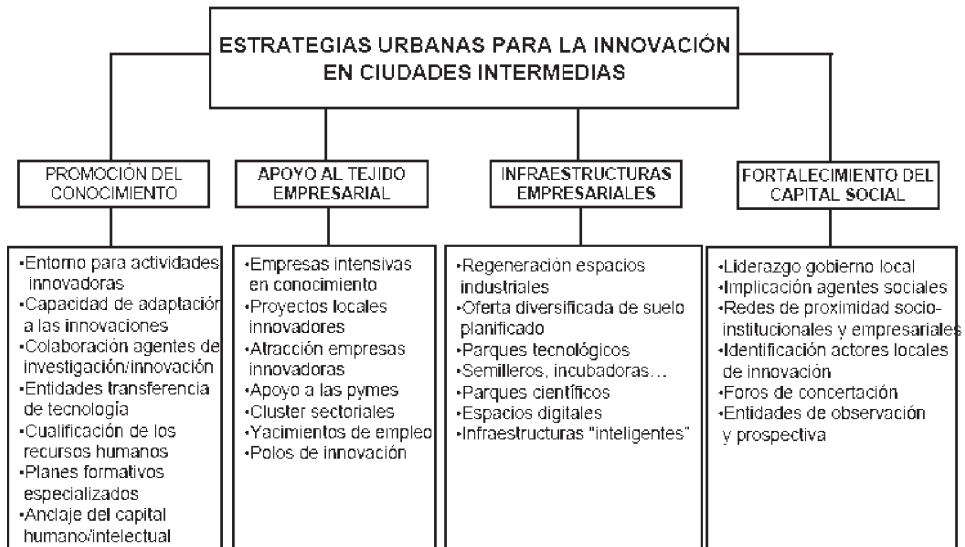 ESTRATEGIAS URBANAS PARA LA INNOVACIÓN
EN CIUDADES INTERMEDIAS
PROMOCIÓN DEL
CONOCIMIENTO
•Entorno para actividades
innovadoras
•Capacidad de adaptación
a las innovaciones
•Colaboración agentes de
investigación/innovación
•Entidades transferencia
de tecnología
•Cualificación de los
recursos humanos
•Planes formativos
especializados
•Anclaje del capital
humano/intelectual
APOYO AL TEJIDO
EMPRESARIAL
•Empresas intensivas
en conocimiento
•Proyectos locales
innovadores
•Atracción empresas
innovadoras
•Apoyo a las pymes
•Cluster sectoriales
•Yacimientos de empleo
•Polos de innovación
INFRAESTRUCTURAS
EMPRESARIALES
•Regeneración espacios
industriales
•Oferta diversificada de suelo
planificado
•Parques tecnológicos
•Semilleros, incubadoras...
•Parques científicos
•Espacios digitales
•Infraestructuras "inteligentes"
FORTALECIMIENTO DEL
CAPITAL SOCIAL
•Liderazgo gobierno local
•Implicación agentes sociales
•Redes de proximidad socio-
institucionales y empresariales
•Identificación actores locales
de innovación
•Foros de concertación
•Entidades de observación
y prospectiva